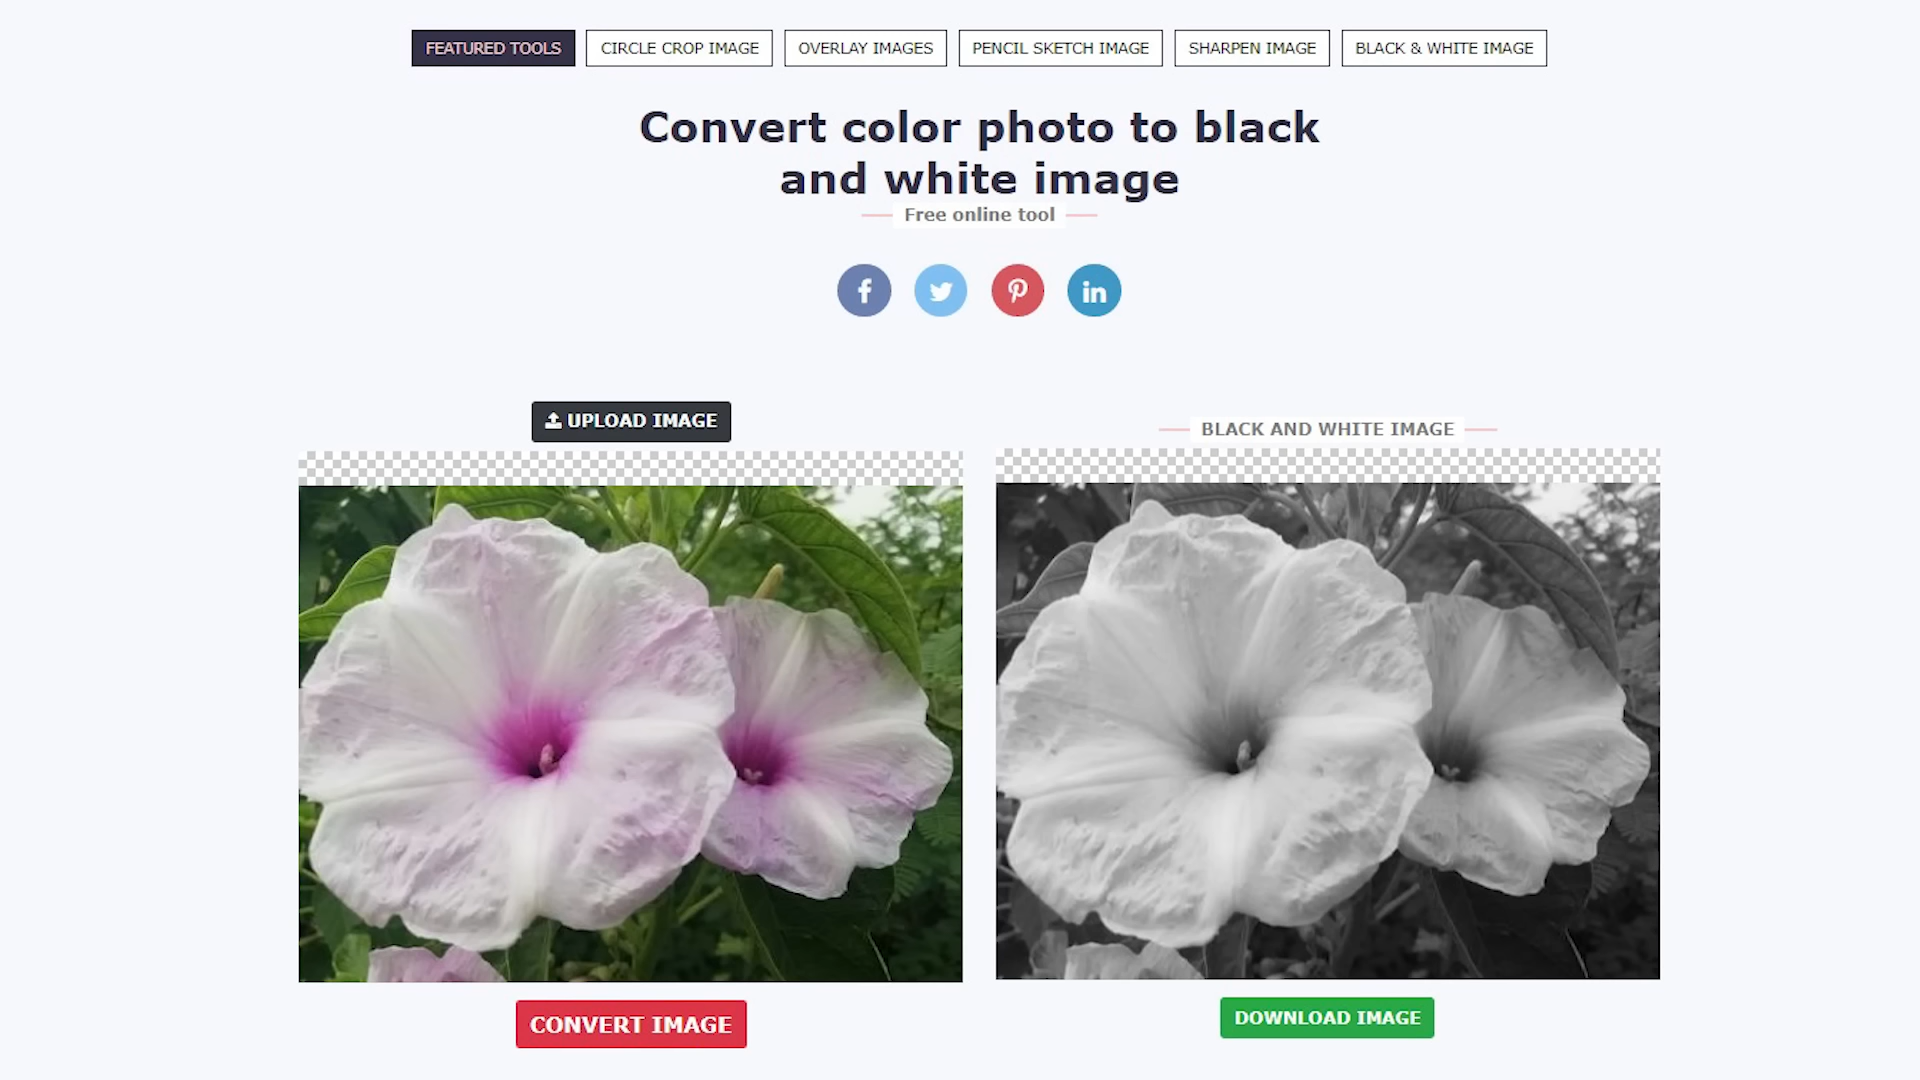 FEATURED TOOLS
CIRCLE CROP IMAGE
OVERLAY IMAGES
PENCIL SKETCH IMAGE
SHARPEN IMAGE
BLACK & WHITE IMAGE
Convert color photo to black
and white image
Free online tool
UPLOAD IMAGE
BLACK AND WHITE IMAGE
CONVERT IMAGE
DOWNLOAD IMAGE